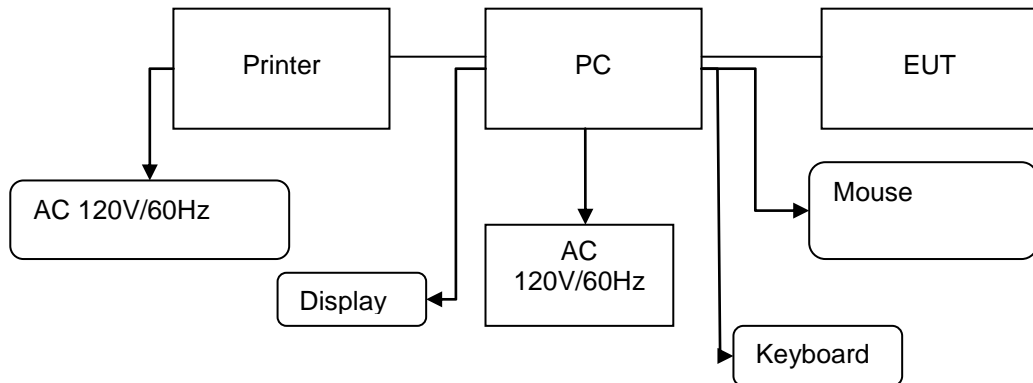 Printer
PC
EUT
AC 120V/60Hz
Mouse
AC
120V/60Hz
Display
Keyboard